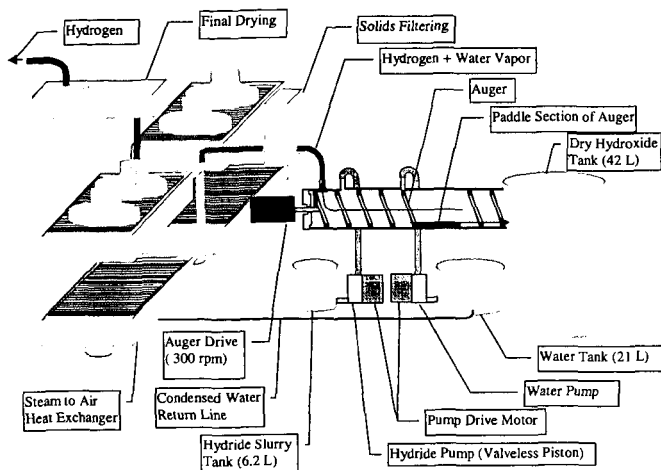 Hydrogen
Final Drying
Solids Filtering
Hydrogen + Water Vapor
Auger
Paddle Section of Auger
Dry Hydroxide
Tank (42 L)
Auger Drive
( 300 rpm)
Water Tank (21 L)
Steam to Air
Heat Exchanger
Condensed Water
Return Line
Water Pump
Pump Drive Motor
Hydride Slurry
Tank (6.2 L)
Hydride Pump (Valveless Piston)